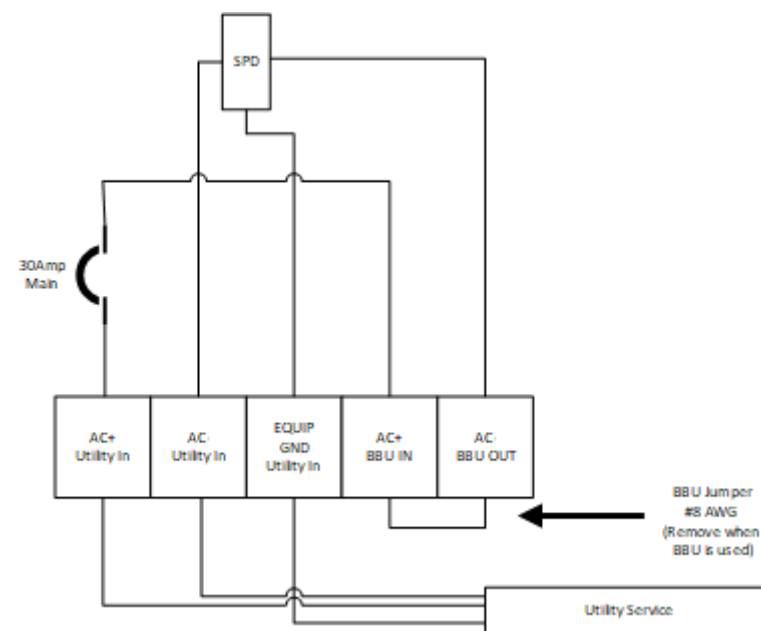 SPD
30Amp
Main
AC+
Utility In
AC-
Utility In
EQUIP
GND
Utility In
AC+
BBU IN
AC-
BBU OUT
BBU Jumper
#8 AWG
(Remove when
BBU is used)
Utility Service